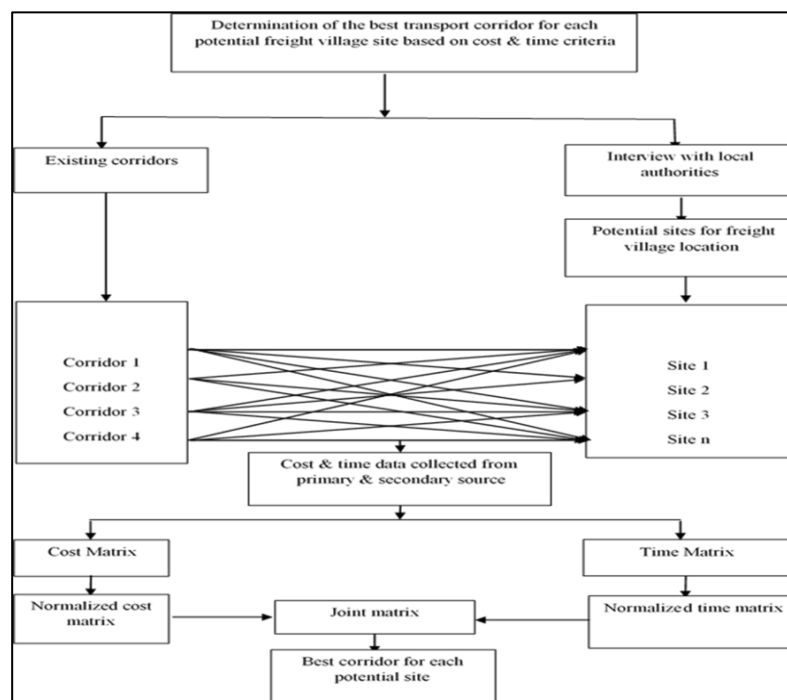 Determination of the best transport corridor for each
potential freight village site based on cost & time criteria
Existing corridors
Interview with local
authorities
Potential sites for freight
village location
Corridor 1
Corridor 2
Corridor 3
Corridor 4
Site 1
Site 2
Site 3
Site n
Cost & time data collected from
primary & secondary source
Cost Matrix
Time Matrix
Normalized cost
matrix
Joint matrix
Normalized time matrix
Best corridor for each
potential site